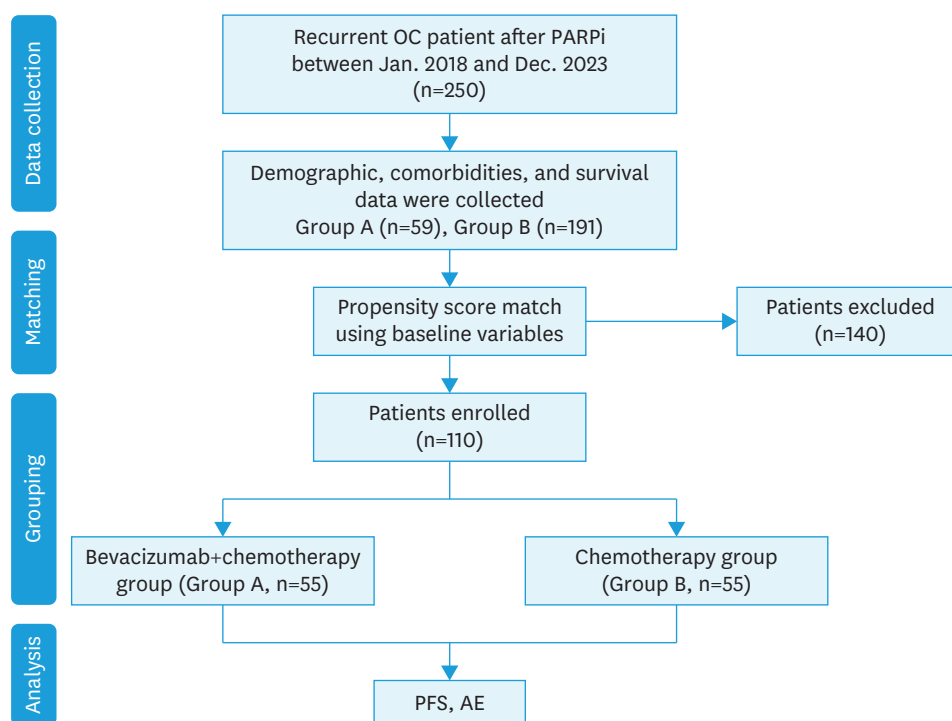 Data collection
Recurrent OC patient after PARPi
between Jan. 2018 and Dec. 2023
(n=250)
Demographic, comorbidities, and survival
data were collected
Group A (n=59), Group B (n=191)
Matching
Propensity score match
using baseline variables
Patients excluded
(n=140)
Grouping
Patients enrolled
(n=110)
Bevacizumab+chemotherapy
group (Group A, n=55)
Chemotherapy group
(Group B, n=55)
Analysis
PFS, AE